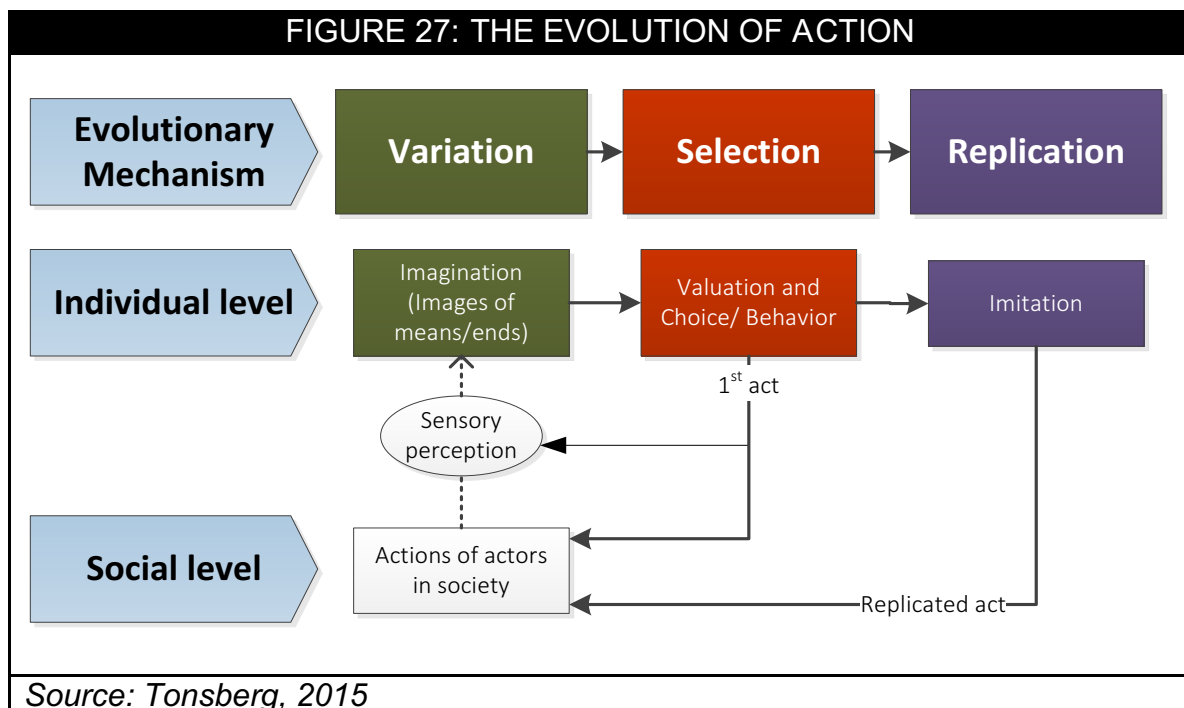 FIGURE 27: THE EVOLUTION OF ACTION
Evolutionary
Mechanism
Variation
Selection
Replication
Individual level
Imagination
(Images of
means/ends)
Valuation and
Choice/ Behavior
Imitation
1st act
Sensory
perception
Social level
Actions of actors
in society
Replicated act
Source: Tonsberg, 2015